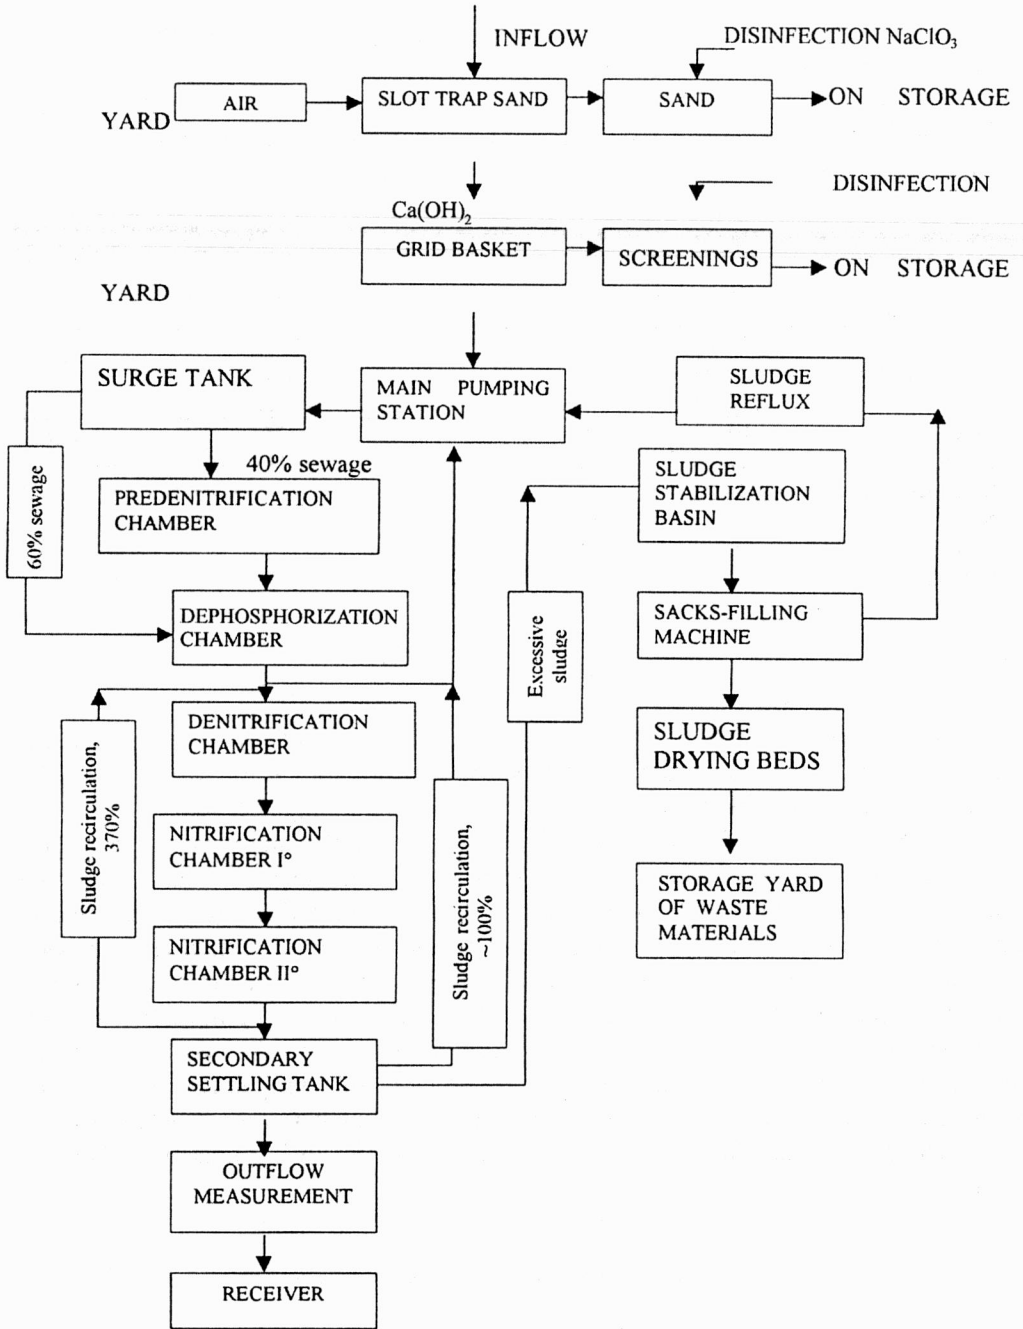 INFLOW
DISINFECTION NaClO₃
AIR
SLOT TRAP SAND
SAND
ON STORAGE
YARD
DISINFECTION
Ca(OH)₂
GRID BASKET
SCREENINGS
ON STORAGE
YARD
SURGE TANK
MAIN PUMPING
STATION
SLUDGE
REFLUX
60% sewage
40% sewage
PREDENITRIFICATION
CHAMBER
SLUDGE
STABILIZATION
BASIN
DEPHOSPHORIZATION
CHAMBER
Excessive
sludge
SACKS-FILLING
MACHINE
Sludge recirculation,
370%
DENITRIFICATION
CHAMBER
SLUDGE
DRYING BEDS
NITRIFICATION
CHAMBER I°
Sludge recirculation,
~100%
STORAGE YARD
OF WASTE
MATERIALS
NITRIFICATION
CHAMBER II°
SECONDARY
SETTLING TANK
OUTFLOW
MEASUREMENT
RECEIVER